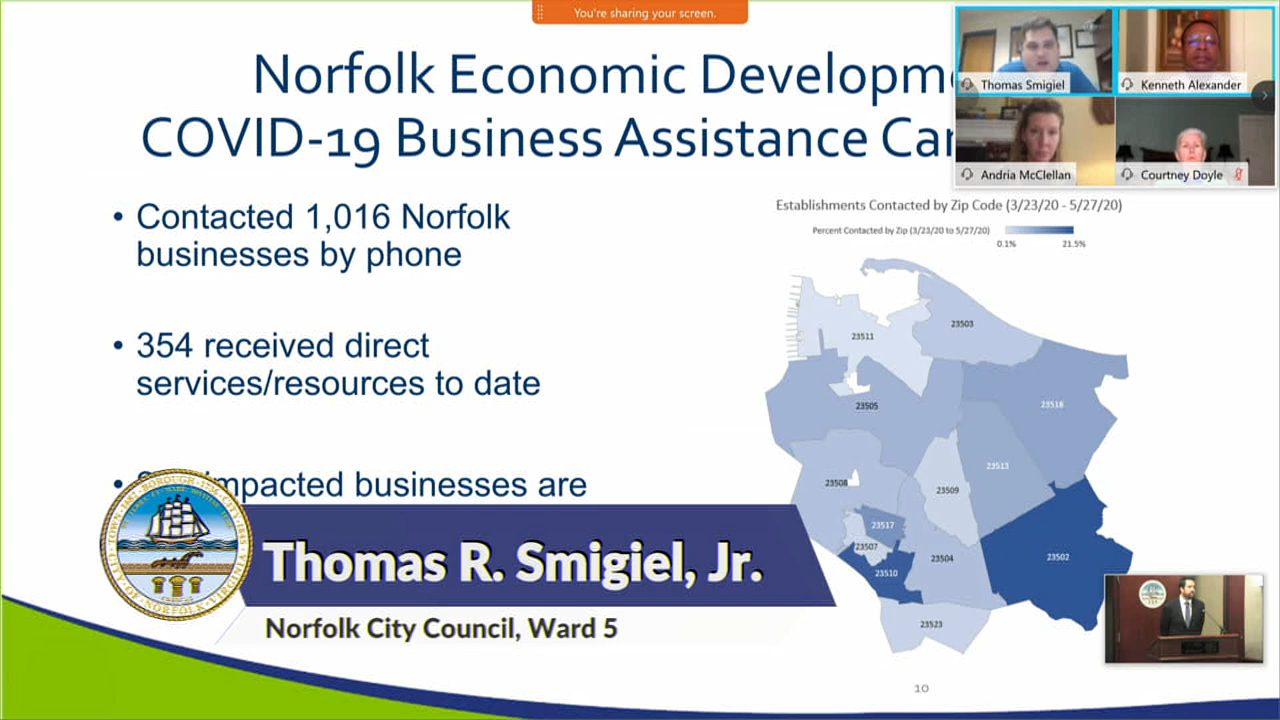 You're sharing your screen.
Norfolk Economic Developm
COVID-19 Business Assistance Ca
Thomas Smigiel
Kenneth Alexander
Andria McClellan
Courtney Doyle
• Contacted 1,016 Norfolk
businesses by phone
• 354 received direct
services/resources to date
• impacted businesses are
Establishments Contacted by Zip Code (3/23/20 - 5/27/20)
Percent Contacted by Zip (3/23/20 to 5/27/20)
0.1% 21.5%
23503
23511
23518
23505
23513
23508
23509
23517
23507
23504
23502
23510
23523
Thomas R. Smigiel, Jr.
Norfolk City Council, Ward 5
10